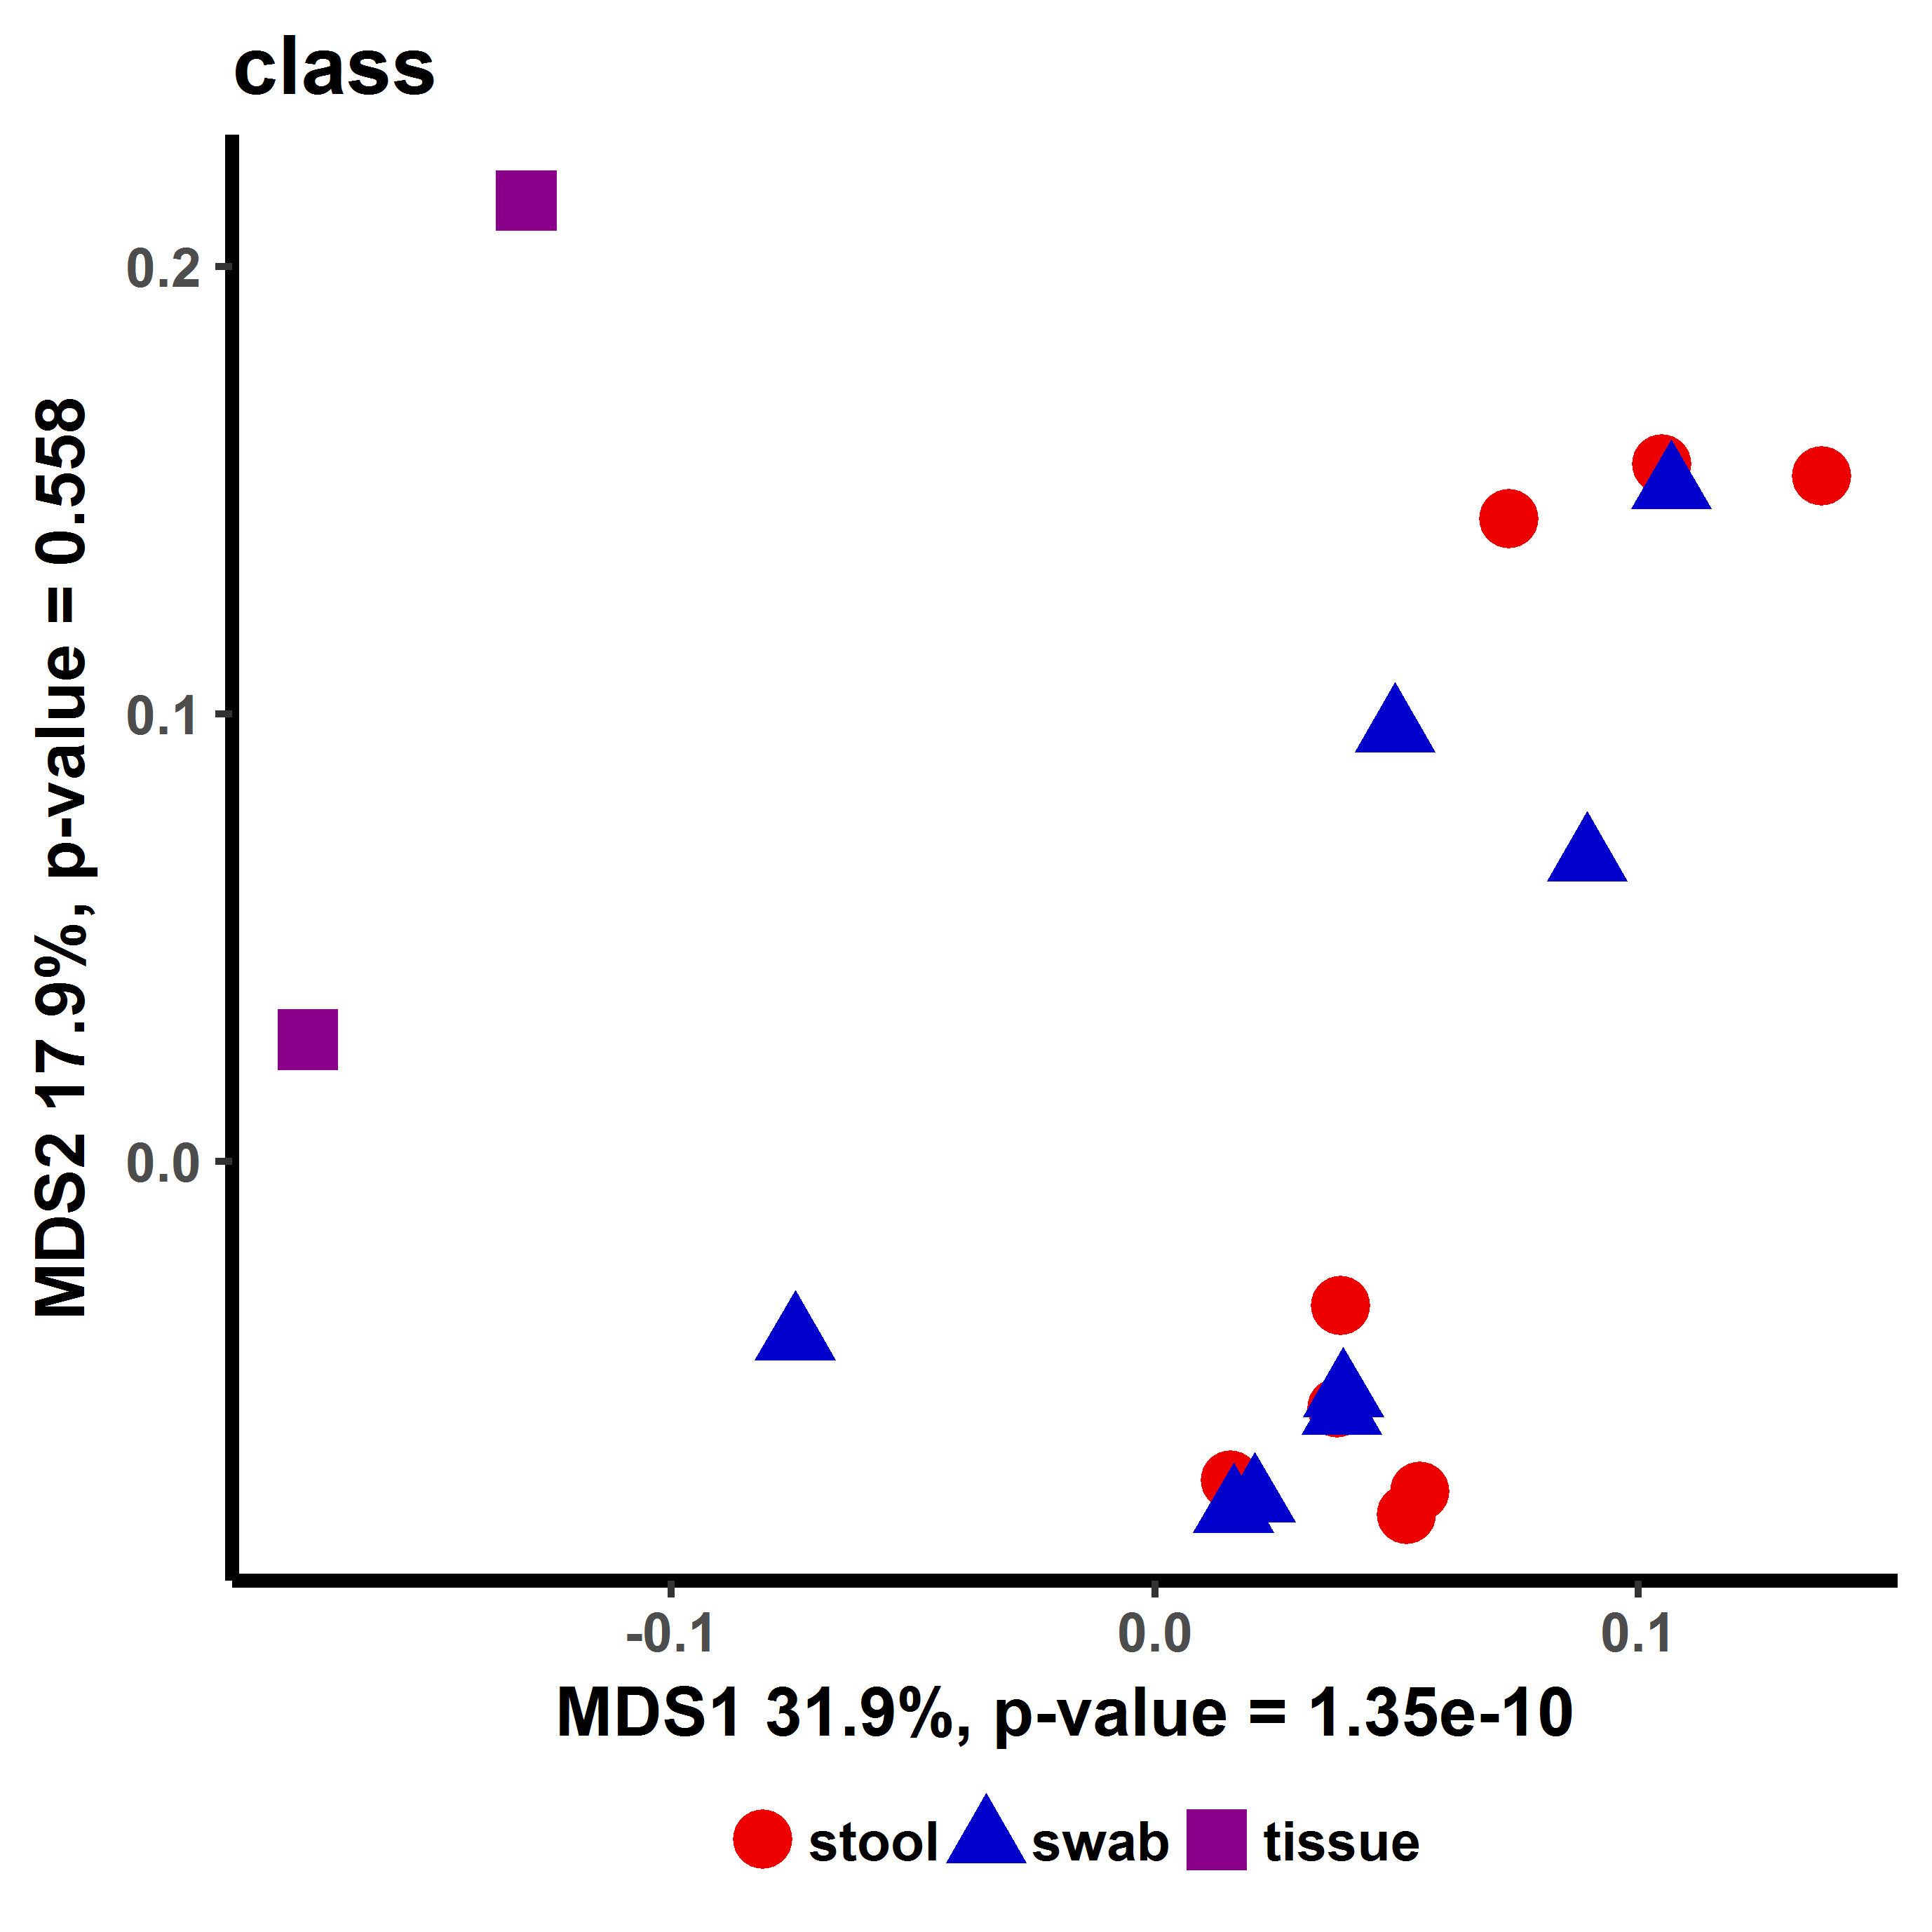 class
MDS2 17.9%, p-value = 0.558
0.2
0.1
0.0
-0.1 0.0 0.1
MDS1 31.9%, p-value = 1.35e-10
stool swab tissue